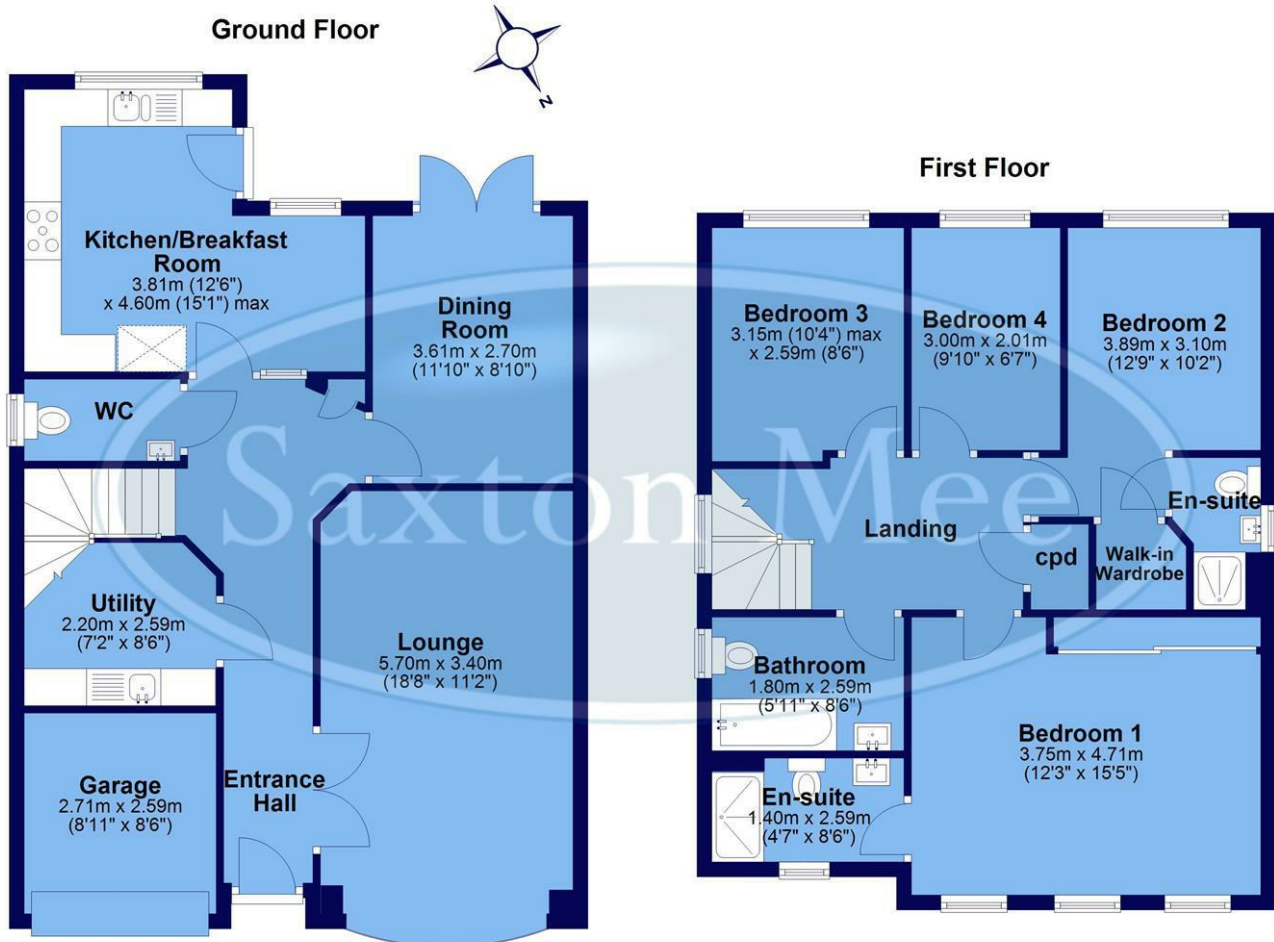 Ground Floor
N
Kitchen/Breakfast
Room
3.81m (12'6")
x 4.60m (15'1") max
Dining
Room
3.61m x 2.70m
(11'10" x 8'10")
WC
Utility
2.20m x 2.59m
(7'2" x 8'6")
Lounge
5.70m x 3.40m
(18'8" x 11'2")
Garage
2.71m x 2.59m
(8'11" x 8'6")
Entrance
Hall
First Floor
Bedroom 3
3.15m (10'4") max
x 2.59m (8'6")
Bedroom 4
3.00m x 2.01m
(9'10" x 6'7")
Bedroom 2
3.89m x 3.10m
(12'9" x 10'2")
En-suite
Landing
cpd
Walk-in
Wardrobe
Bathroom
1.80m x 2.59m
(5'11" x 8'6")
Bedroom 1
3.75m x 4.71m
(12'3" x 15'5")
En-suite
1.40m x 2.59m
(4'7" x 8'6")
Saxton Mee